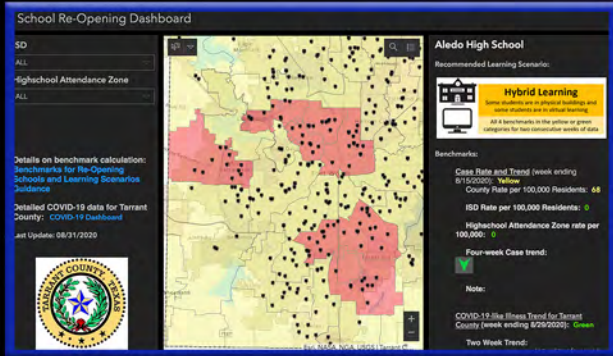 School Re-Opening Dashboard
ISD
ALL
Highschool Attendance Zone
ALL
Details on benchmark calculation:
Benchmarks for Re-Opening
Schools and Learning Scenarios
Guidance
Detailed COVID-19 data for Tarrant
County: COVID-19 Dashboard
Last Update: 08/31/2020
TARRANT COUNTY, TEXAS
Esri, NASA, NGA, USGS | Tarrant C...
Aledo High School
Recommended Learning Scenario:
Hybrid Learning
Some students are in physical buildings and
some students are in virtual learning
All 4 benchmarks in the yellow or green
categories for two consecutive weeks of data
Benchmarks:
Case Rate and Trend (week ending
8/15/2020): Yellow
County Rate per 100,000 Residents: 68
ISD Rate per 100,000 Residents: 0
Highschool Attendance Zone rate per
100,000: 0
Four-week Case trend:
Note:
COVID-19-like Illness Trend for Tarrant
County (week ending 8/29/2020): Green
Two Week Trend: